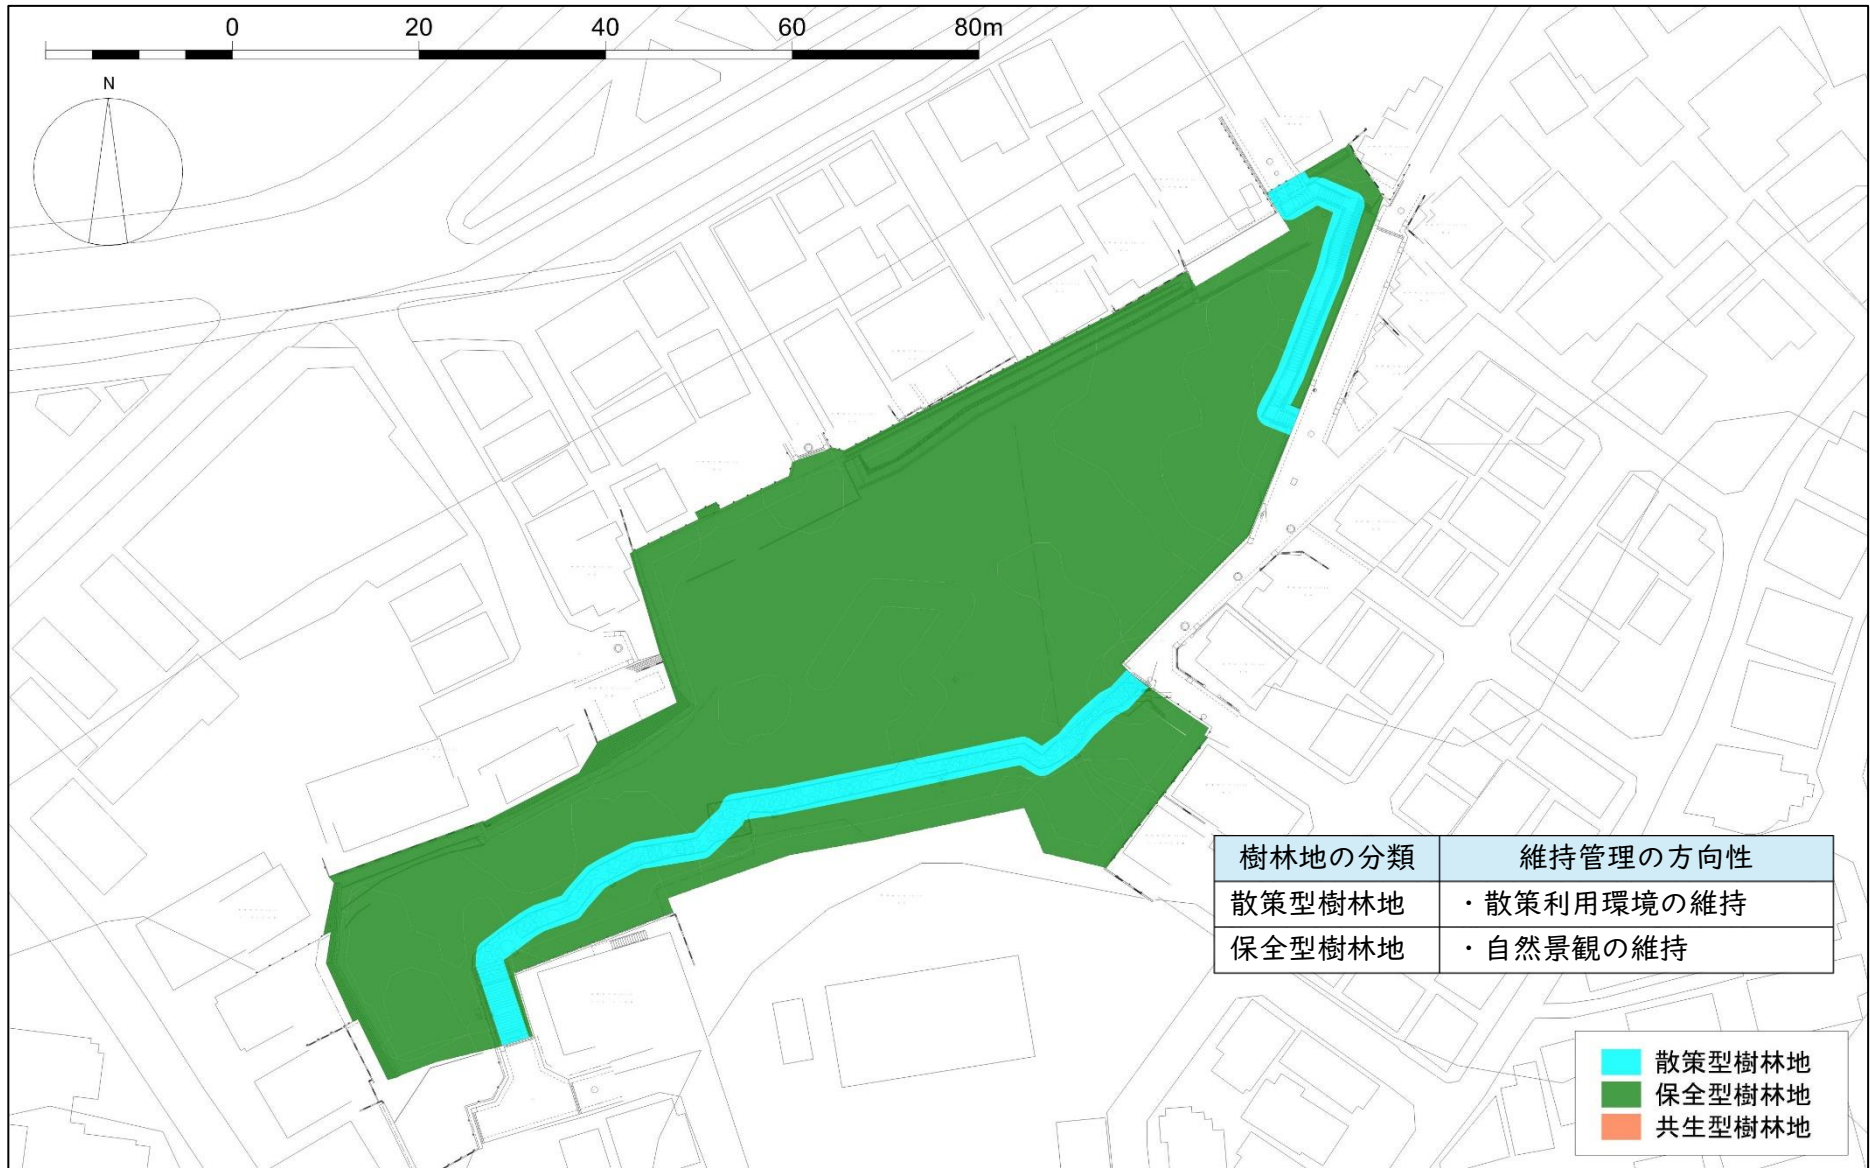 0 20 40 60 80m
N
樹林地の分類 維持管理の方向性
散策型樹林地 ・散策利用環境の維持
保全型樹林地 ・自然景観の維持
散策型樹林地
保全型樹林地
共生型樹林地